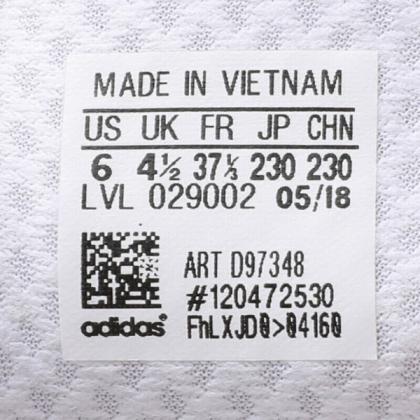 MADE IN VIETNAM
US UK FR JP CHN
6 4½ 37⅓ 230 230
LVL 029002 05/18
ART D97348
#120472530
adidas® FhLXJD0>04160